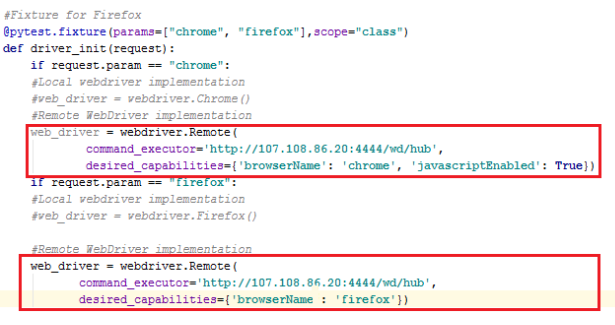 #Fixture for Firefox
@pytest.fixture(params=["chrome", "firefox"],scope="class")
def driver_init(request):
    if request.param == "chrome":
    #Local webdriver implementation
    #web_driver = webdriver.Chrome()
    #Remote WebDriver implementation
    web_driver = webdriver.Remote(
            command_executor='http://107.108.86.20:4444/wd/hub',
            desired_capabilities={'browserName': 'chrome', 'javascriptEnabled': True})
    if request.param == "firefox":
    #Local webdriver implementation
    #web_driver = webdriver.Firefox()
    #Remote WebDriver implementation
    web_driver = webdriver.Remote(
           command_executor='http://107.108.86.20:4444/wd/hub',
           desired_capabilities={'browserName : 'firefox'})